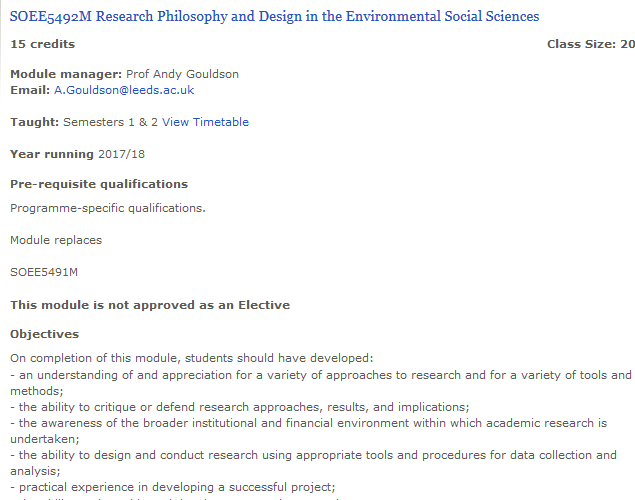 SOEE5492M Research Philosophy and Design in the Environmental Social Sciences
15 credits Class Size: 20
Module manager: Prof Andy Gouldson
Email: A.Gouldson@leeds.ac.uk
Taught: Semesters 1 & 2 View Timetable
Year running 2017/18
Pre-requisite qualifications
Programme-specific qualifications.
Module replaces
SOEE5491M
This module is not approved as an Elective
Objectives
On completion of this module, students should have developed:
- an understanding of and appreciation for a variety of approaches to research and for a variety of tools and
methods;
- the ability to critique or defend research approaches, results, and implications;
- the awareness of the broader institutional and financial environment within which academic research is
undertaken;
- the ability to design and conduct research using appropriate tools and procedures for data collection and
analysis;
- practical experience in developing a successful project;